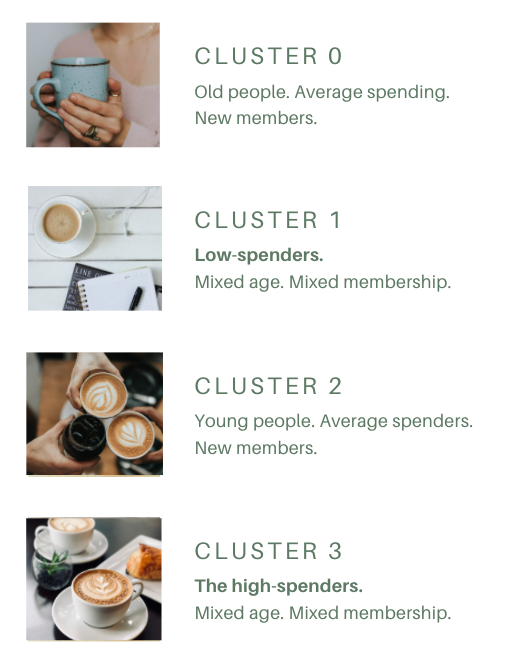 CLUSTER 0
Old people. Average spending.
New members.
CLUSTER 1
Low-spenders.
Mixed age. Mixed membership.
CLUSTER 2
Young people. Average spenders.
New members.
CLUSTER 3
The high-spenders.
Mixed age. Mixed membership.